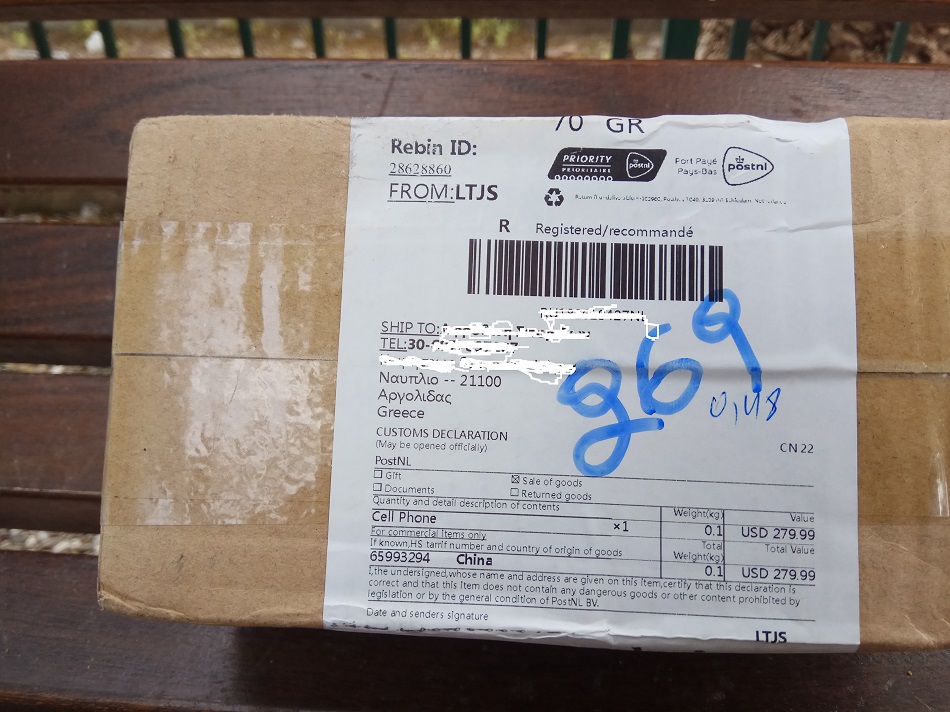 70 GR
Rebin ID:
28628860
FROM:LTJS
PRIORITY
PRIORITAIRE
postnl
Port Payé
Pays-Bas
postnl
R Registered/recommandé
SHIP TO:
TEL:30-
269
0,48
Ναυπλιο -- 21100
Αργολιδας
Greece
CUSTOMS DECLARATION
(May be opened officially)
CN 22
PostNL
Gift
Sale of goods
Documents
Returned goods
Quantity and detail description of contents
Weight(kg)
Value
Cell Phone ×1 0.1 USD 279.99
For commercial items only
Total
Weight(kg)
Total Value
If known,HS tarrif number and country of origin of goods
65993294 China 0.1 USD 279.99
I,the undersigned,whose name and address are given on this item,certify that this declaration is
correct and that this item does not contain any dangerous goods or other content prohibited by
legislation or by the general condition of PostNL BV.
Date and senders signature
LTJS